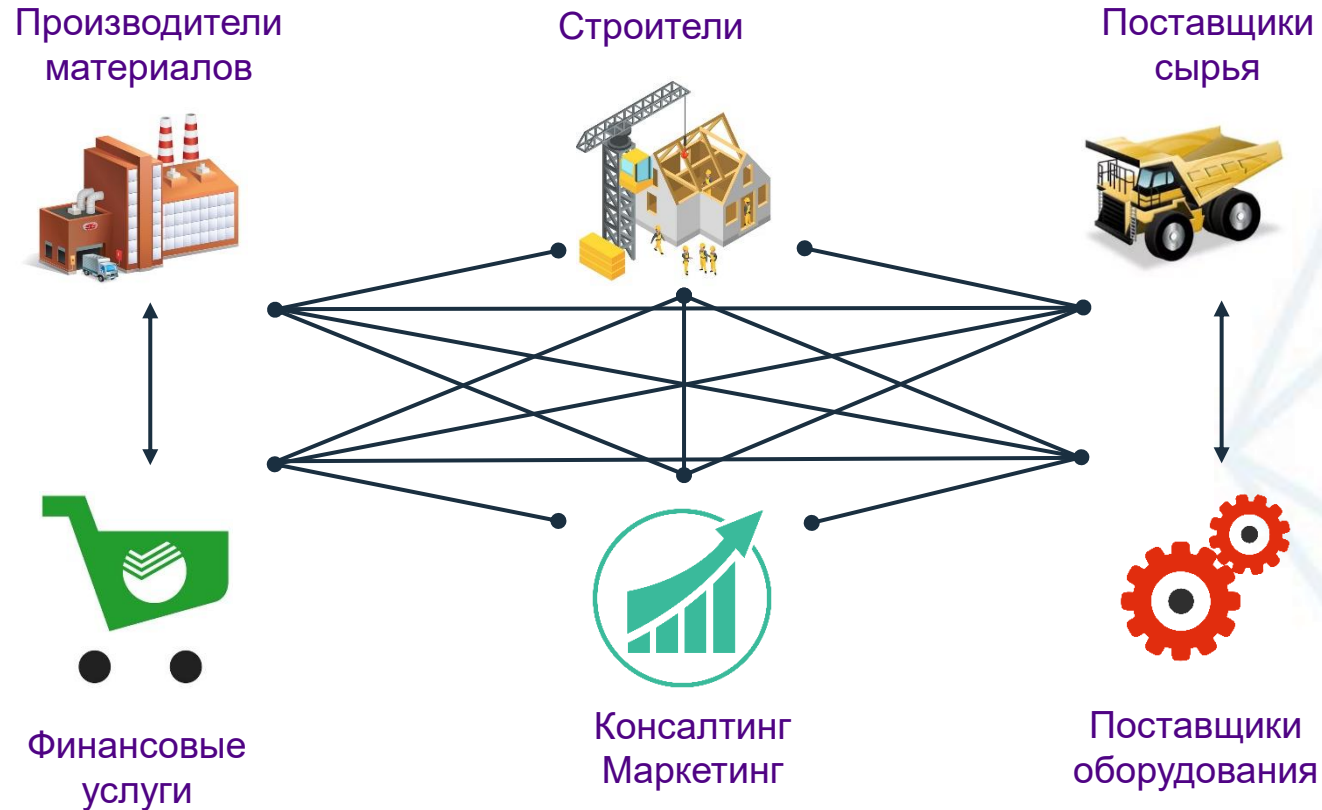 Производители
материалов
Строители
Поставщики
сырья
Финансовые
услуги
Консалтинг
Маркетинг
Поставщики
оборудования